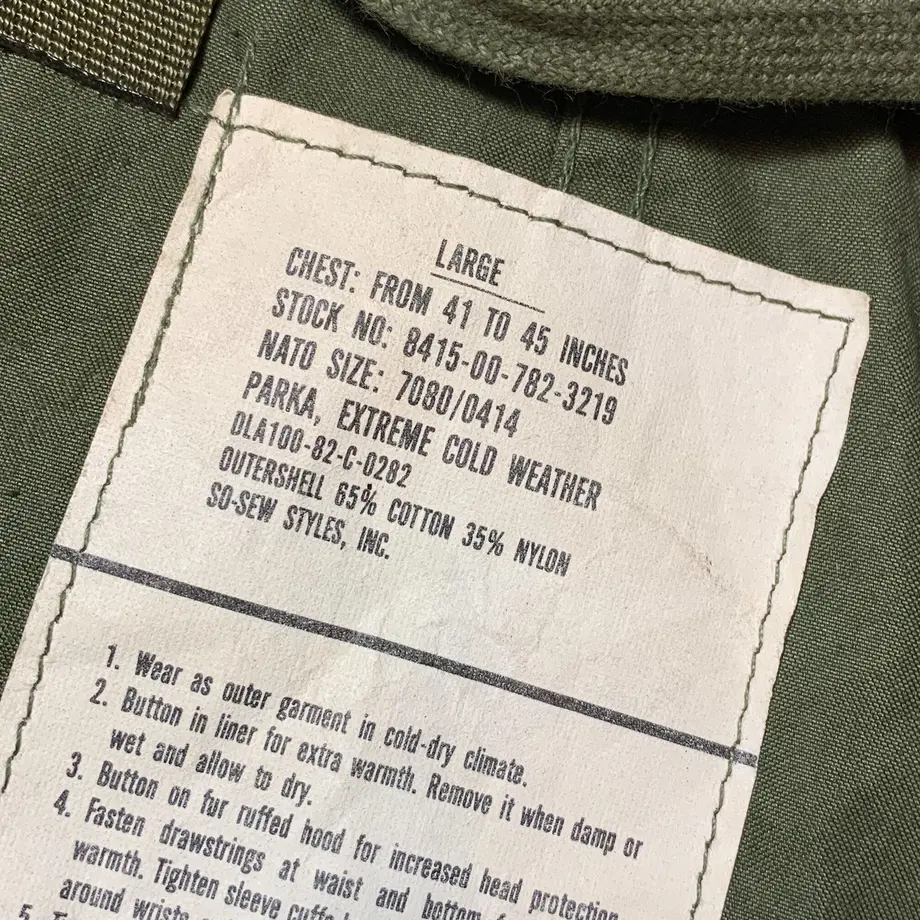 LARGE
CHEST: FROM 41 TO 45 INCHES
STOCK NO: 8415-00-782-3219
NATO SIZE: 7080/0414
PARKA, EXTREME COLD WEATHER
DLA100-82-C-0282
OUTERSHELL 65% COTTON 35% NYLON
SO-SEW STYLES, INC.
1. Wear as outer garment in cold-dry climate.
2. Button in liner for extra warmth. Remove it when damp or
wet and allow to dry.
3. Button on fur ruffed hood for increased head protection
4. Fasten drawstrings at waist and bottom
warmth. Tighten sleeve cuffs
around wrists
5.